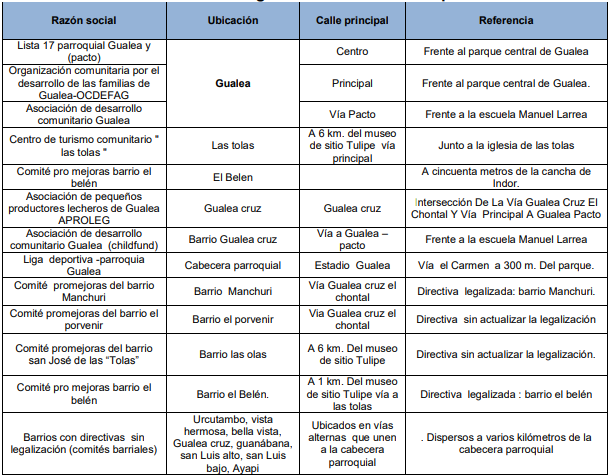 Razón social Ubicación Calle principal Referencia
Lista 17 parroquial Gualea y
(pacto)
Centro
Frente al parque central de Gualea
Organización comunitaria por el
desarrollo de las familias de
Gualea-OCDEFAG
Gualea
Principal
Frente al parque central de Gualea.
Asociación de desarrollo
comunitario Gualea
Vía Pacto
Frente a la escuela Manuel Larrea
Centro de turismo comunitario "
las tolas "
Las tolas
A 6 km. del museo
de sitio Tulipe vía
principal
Junto a la iglesia de las tolas
Comité pro mejoras barrio el
belén
El Belen
A cincuenta metros de la cancha de
Indor.
Asociación de pequeños
productores lecheros de Gualea
APROLEG
Gualea cruz
Gualea cruz
Intersección De La Vía Gualea Cruz El
Chontal Y Vía Principal A Gualea Pacto
Asociación de desarrollo
comunitario Gualea (childfund)
Barrio Gualea cruz
Vía a Gualea –
pacto
Frente a la escuela Manuel Larrea
Liga deportiva -parroquia
Gualea
Cabecera parroquial
Estadio Gualea
Vía el Carmen a 300 m. Del parque.
Comité promejoras del barrio
Manchuri
Barrio Manchuri
Vía Gualea cruz el
chontal
Directiva legalizada: barrio Manchuri.
Comité promejoras del barrio el
porvenir
Barrio el porvenir
Via Gualea cruz el
chontal
Directiva sin actualizar la legalización
Comité promejoras del barrio
san José de las “Tolas”
Barrio las olas
A 6 Km. Del museo
de sitio Tulipe
Directiva sin actualizar la legalización.
Comité pro mejoras barrio el
belén
Barrio el Belén.
A 1 km. Del museo
de sitio Tulipe vía a
las tolas
Directiva legalizada : barrio el belén
Barrios con directivas sin
legalización (comités barriales)
Urcutambo, vista
hermosa, bella vista,
Gualea cruz, guanábana,
san Luis alto, san Luis
bajo, Ayapi
Ubicados en vías
alternas que unen
a la cabecera
parroquial
. Dispersos a varios kilómetros de la
cabecera parroquial